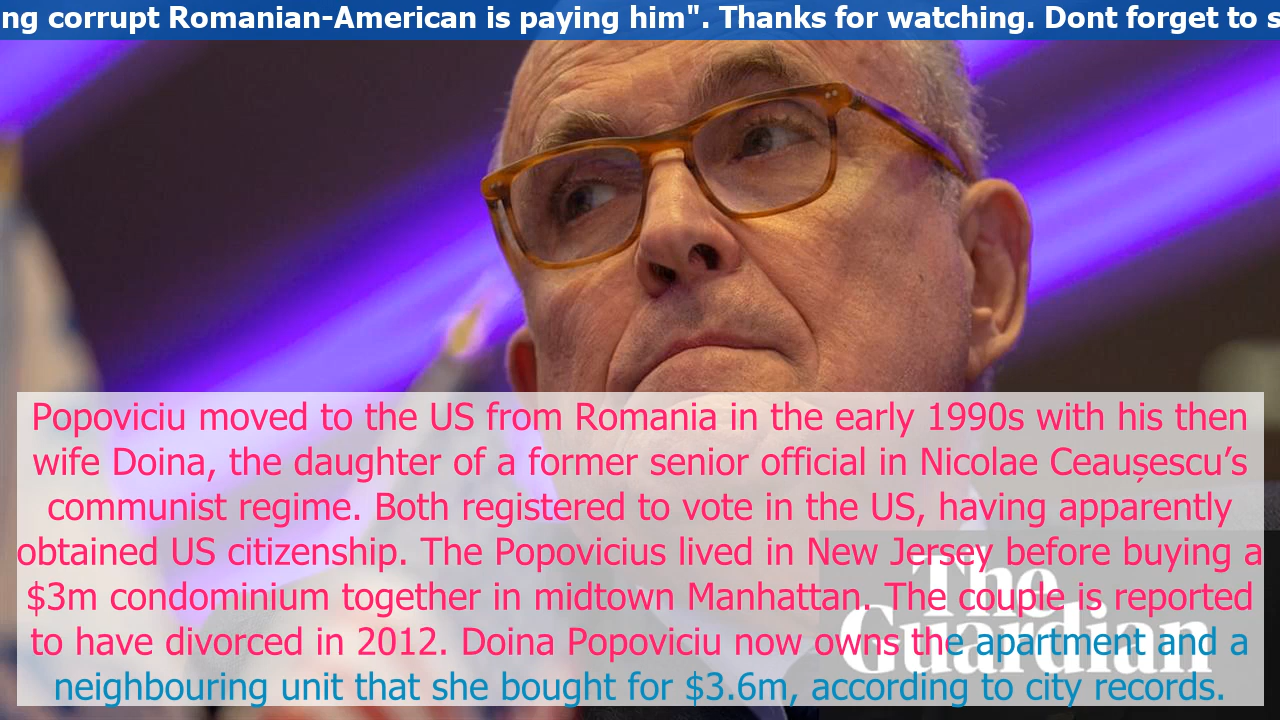 ng corrupt Romanian-American is paying him". Thanks for watching. Dont forget to s
Popoviciu moved to the US from Romania in the early 1990s with his then
wife Doina, the daughter of a former senior official in Nicolae Ceaușescu’s
communist regime. Both registered to vote in the US, having apparently
obtained US citizenship. The Popovicius lived in New Jersey before buying a
$3m condominium together in midtown Manhattan. The couple is reported
to have divorced in 2012. Doina Popoviciu now owns the apartment and a
neighbouring unit that she bought for $3.6m, according to city records.
The
Guardian